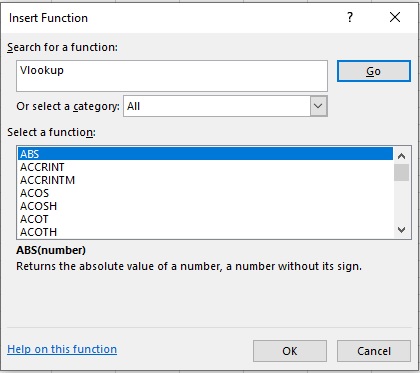 Insert Function ? ×
Search for a function:
Vlookup
Go
Or select a category: All
Select a function:
ABS
ACCRINT
ACCRINTM
ACOS
ACOSH
ACOT
ACOTH
ABS(number)
Returns the absolute value of a number, a number without its sign.
Help on this function
OK Cancel